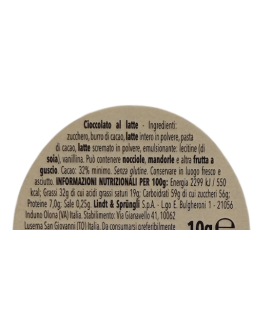 Cioccolato al latte - Ingredienti:
zucchero, burro di cacao, latte intero in polvere, pasta
di cacao, latte scremato in polvere, emulsionante: lecitine (di
soia), vanillina. Può contenere nocciole, mandorle e altra frutta a
guscio. Cacao: 32% minimo. Senza glutine. Conservare in luogo fresco
e asciutto. INFORMAZIONI NUTRIZIONALI PER 100g: Energia 2299 kJ / 550
kcal; Grassi 32g di cui acidi grassi saturi 19g; Carboidrati 59g di cui zuccheri 56g;
Proteine 7,0g; Sale 0,25g. Lindt & Sprüngli S.p.A - L.go E. Bulgheroni 1 - 21056
Induno Olona (VA) Italia. Stabilimento: Via Gianavello 41, 10062
Luserna San Giovanni (TO) Italia. Da consumarsi preferibilmente 10g e